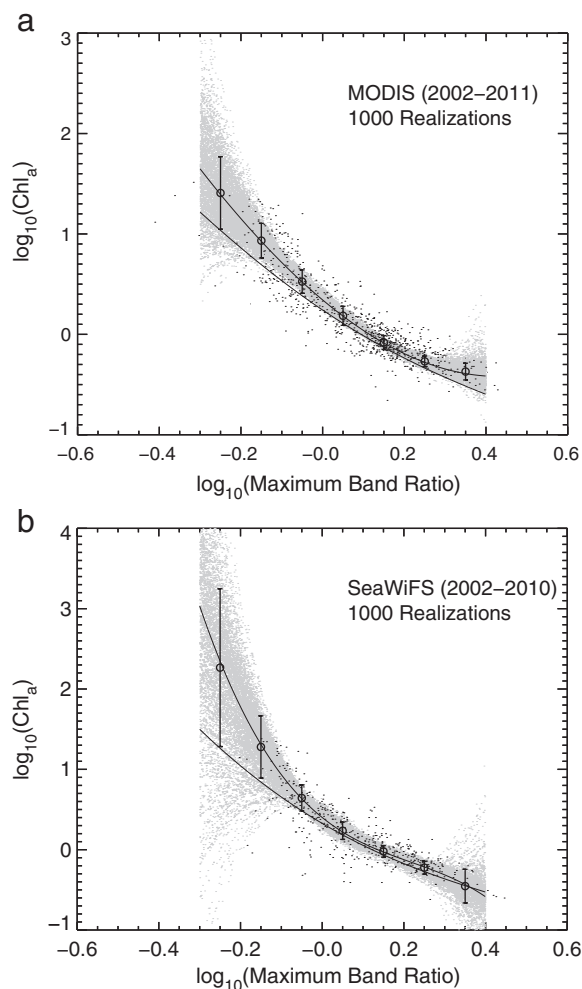 a
3
2
1
0
−1
log10(Chla)
MODIS (2002−2011)
1000 Realizations
−0.6 −0.4 −0.2 −0.0 0.2 0.4 0.6
log10(Maximum Band Ratio)
b
4
3
2
1
0
−1
log10(Chla)
SeaWiFS (2002−2010)
1000 Realizations
−0.6 −0.4 −0.2 −0.0 0.2 0.4 0.6
log10(Maximum Band Ratio)